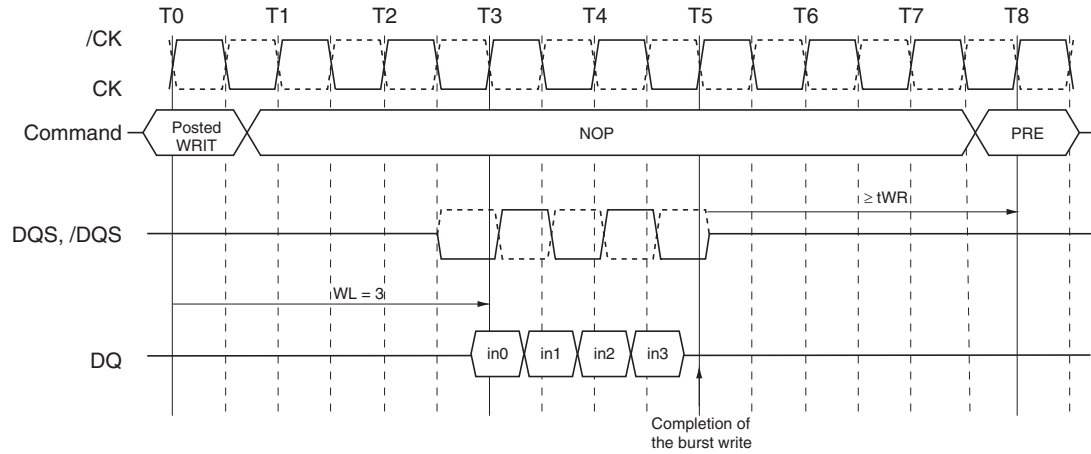 T0 T1 T2 T3 T4 T5 T6 T7 T8
/CK
CK
Command
Posted
WRIT
NOP
PRE
≥ tWR
DQS, /DQS
WL = 3
DQ
in0 in1 in2 in3
Completion of
the burst write